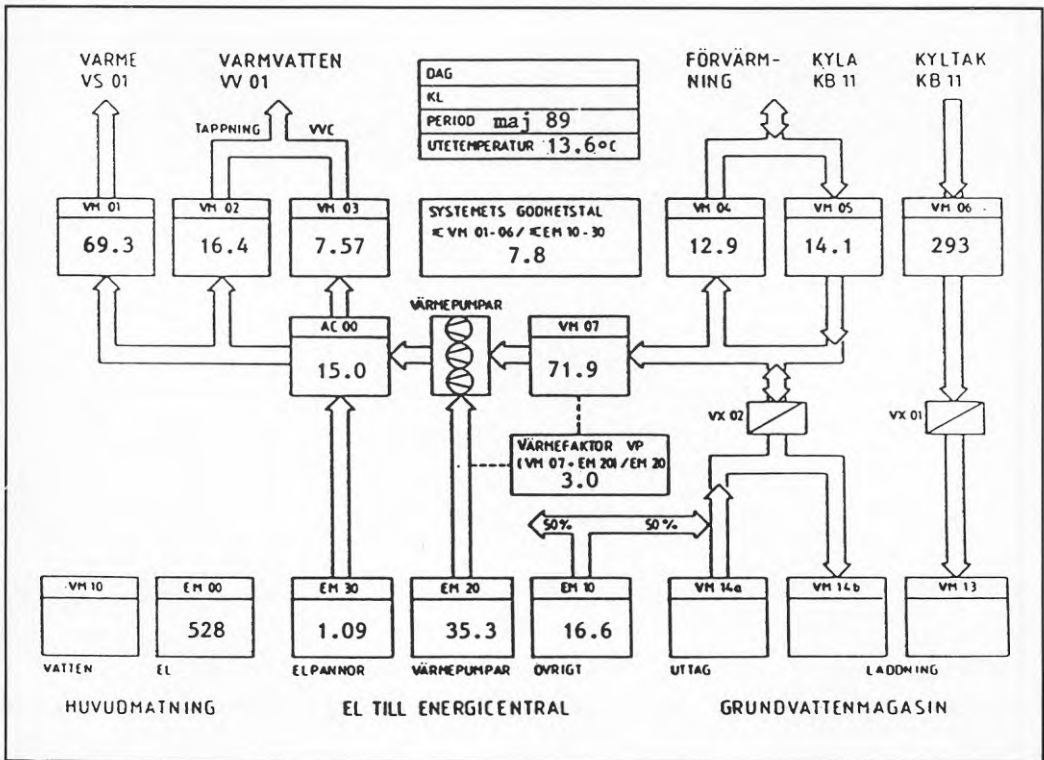 VÄRME
VS 01
VARMVATTEN
VV 01
TAPPNING
VVC
DAG
KL
PERIOD maj 89
UTETEMPERATUR 13.6°C
FÖRVÄRM-
NING
KYLA
KB 11
KYLTAK
KB 11
VM 01
69.3
VM 02
16.4
VM 03
7.57
SYSTEMETS GODHETSTAL
≤ VM 01-06 / ≤ EM 10-30
7.8
VM 04
12.9
VM 05
14.1
VM 06
293
AC 00
15.0
VÄRMEPUMPAR
VM 07
71.9
VX 02
VX 01
VÄRMEFAKTOR VP
(VM 07 + EM 20) / EM 20
3.0
50%
50%
VM 10
VATTEN
EM 00
528
EL
EM 30
1.09
ELPANNOR
EM 20
35.3
VÄRMEPUMPAR
EM 10
16.6
ÖVRIGT
VM 14a
UTTAG
VM 14b
VM 13
LADDNING
HUVUDMATNING
EL TILL ENERGICENTRAL
GRUNDVATTENMAGASIN